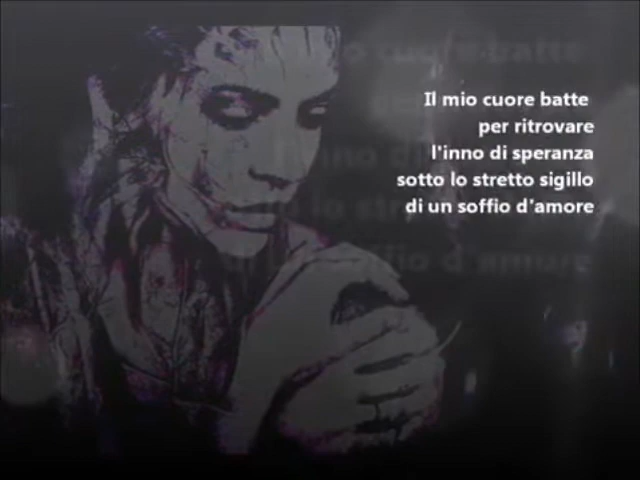 Il mio cuore batte
per ritrovare
l'inno di speranza
sotto lo stretto sigillo
di un soffio d'amore